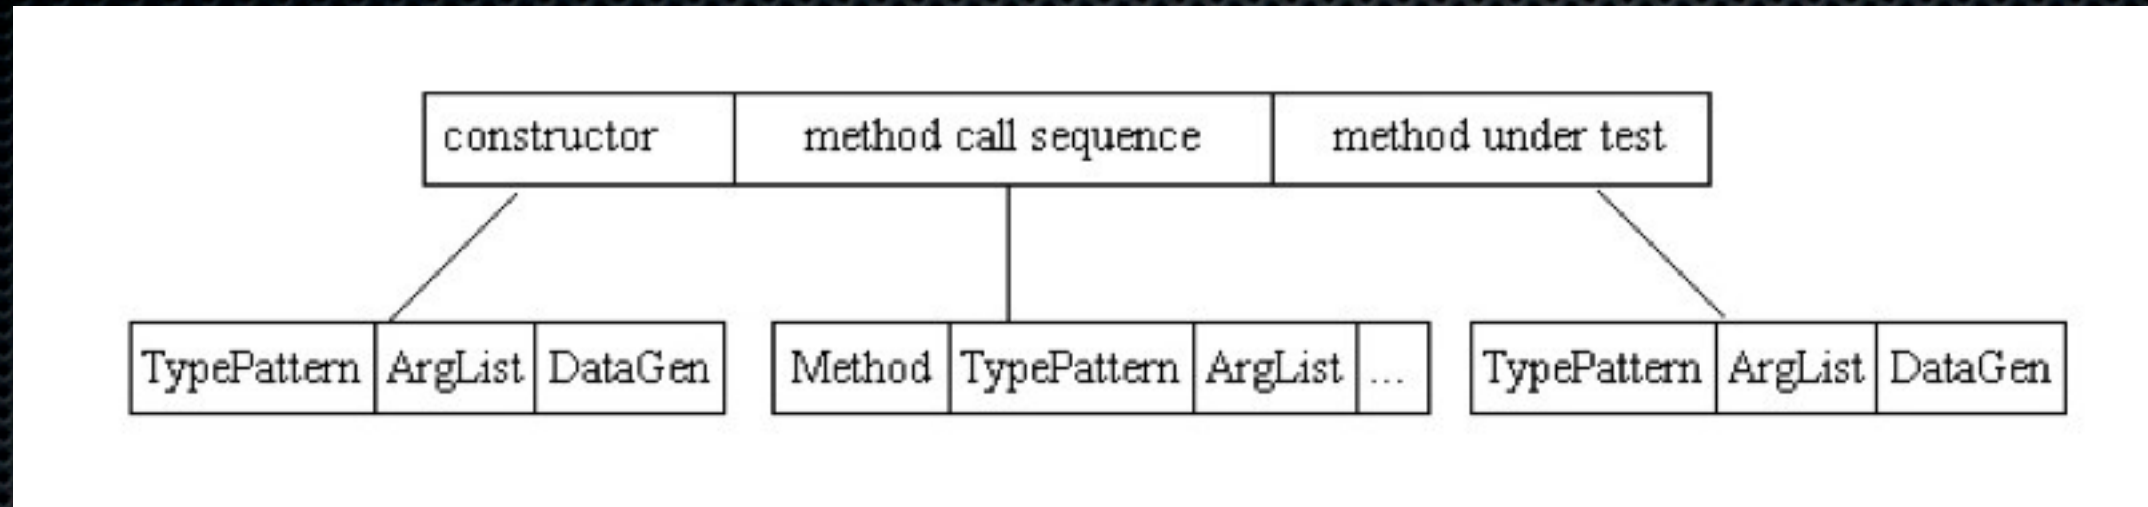 constructor method call sequence method under test
TypePattern ArgList DataGen Method TypePattern ArgList ... TypePattern ArgList DataGen